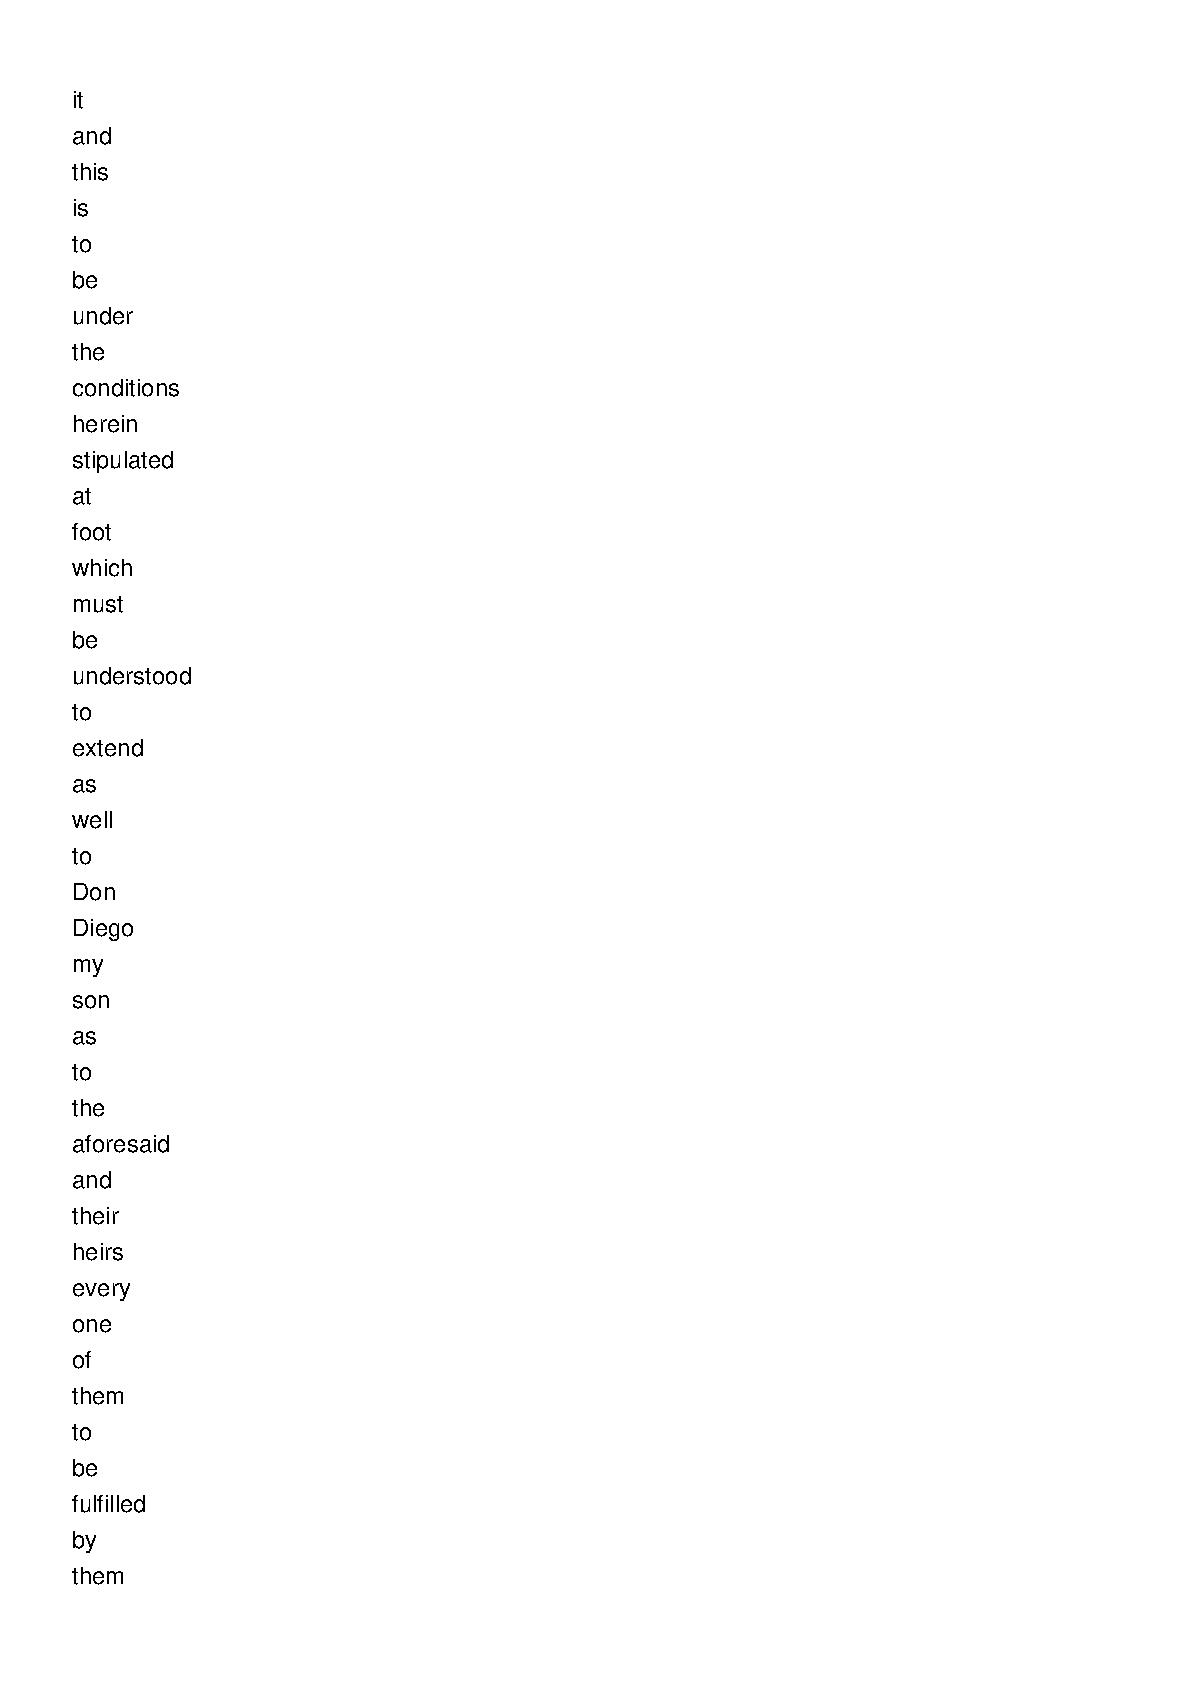 it
and
this
is
to
be
under
the
conditions
herein
stipulated
at
foot
which
must
be
understood
to
extend
as
well
to
Don
Diego
my
son
as
to
the
aforesaid
and
their
heirs
every
one
of
them
to
be
fulfilled
by
them